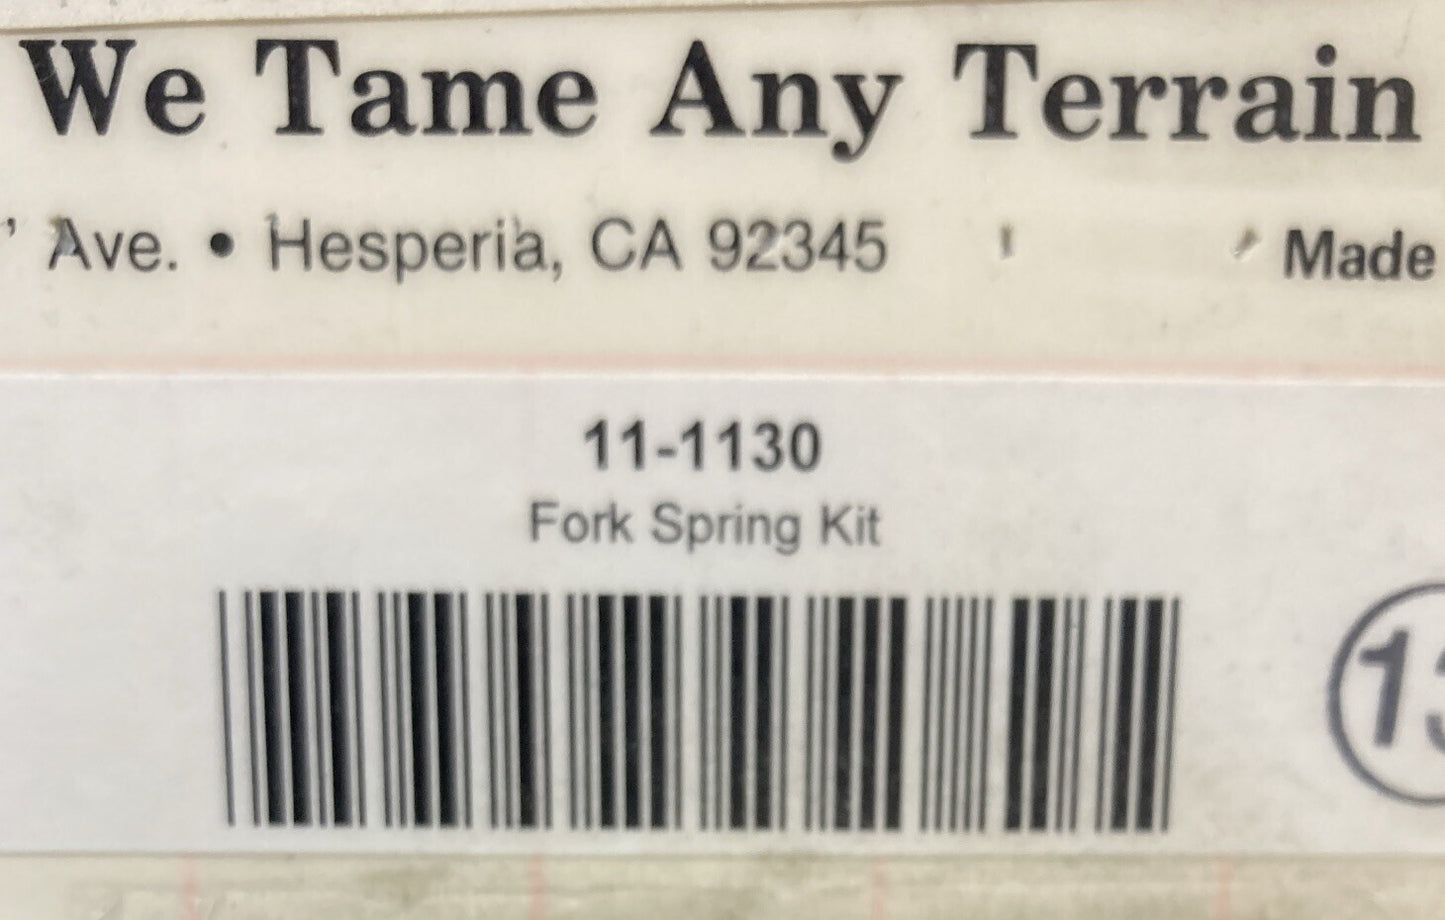 We Tame Any Terrain
' Ave. • Hesperia, CA 92345 Made
11-1130
Fork Spring Kit